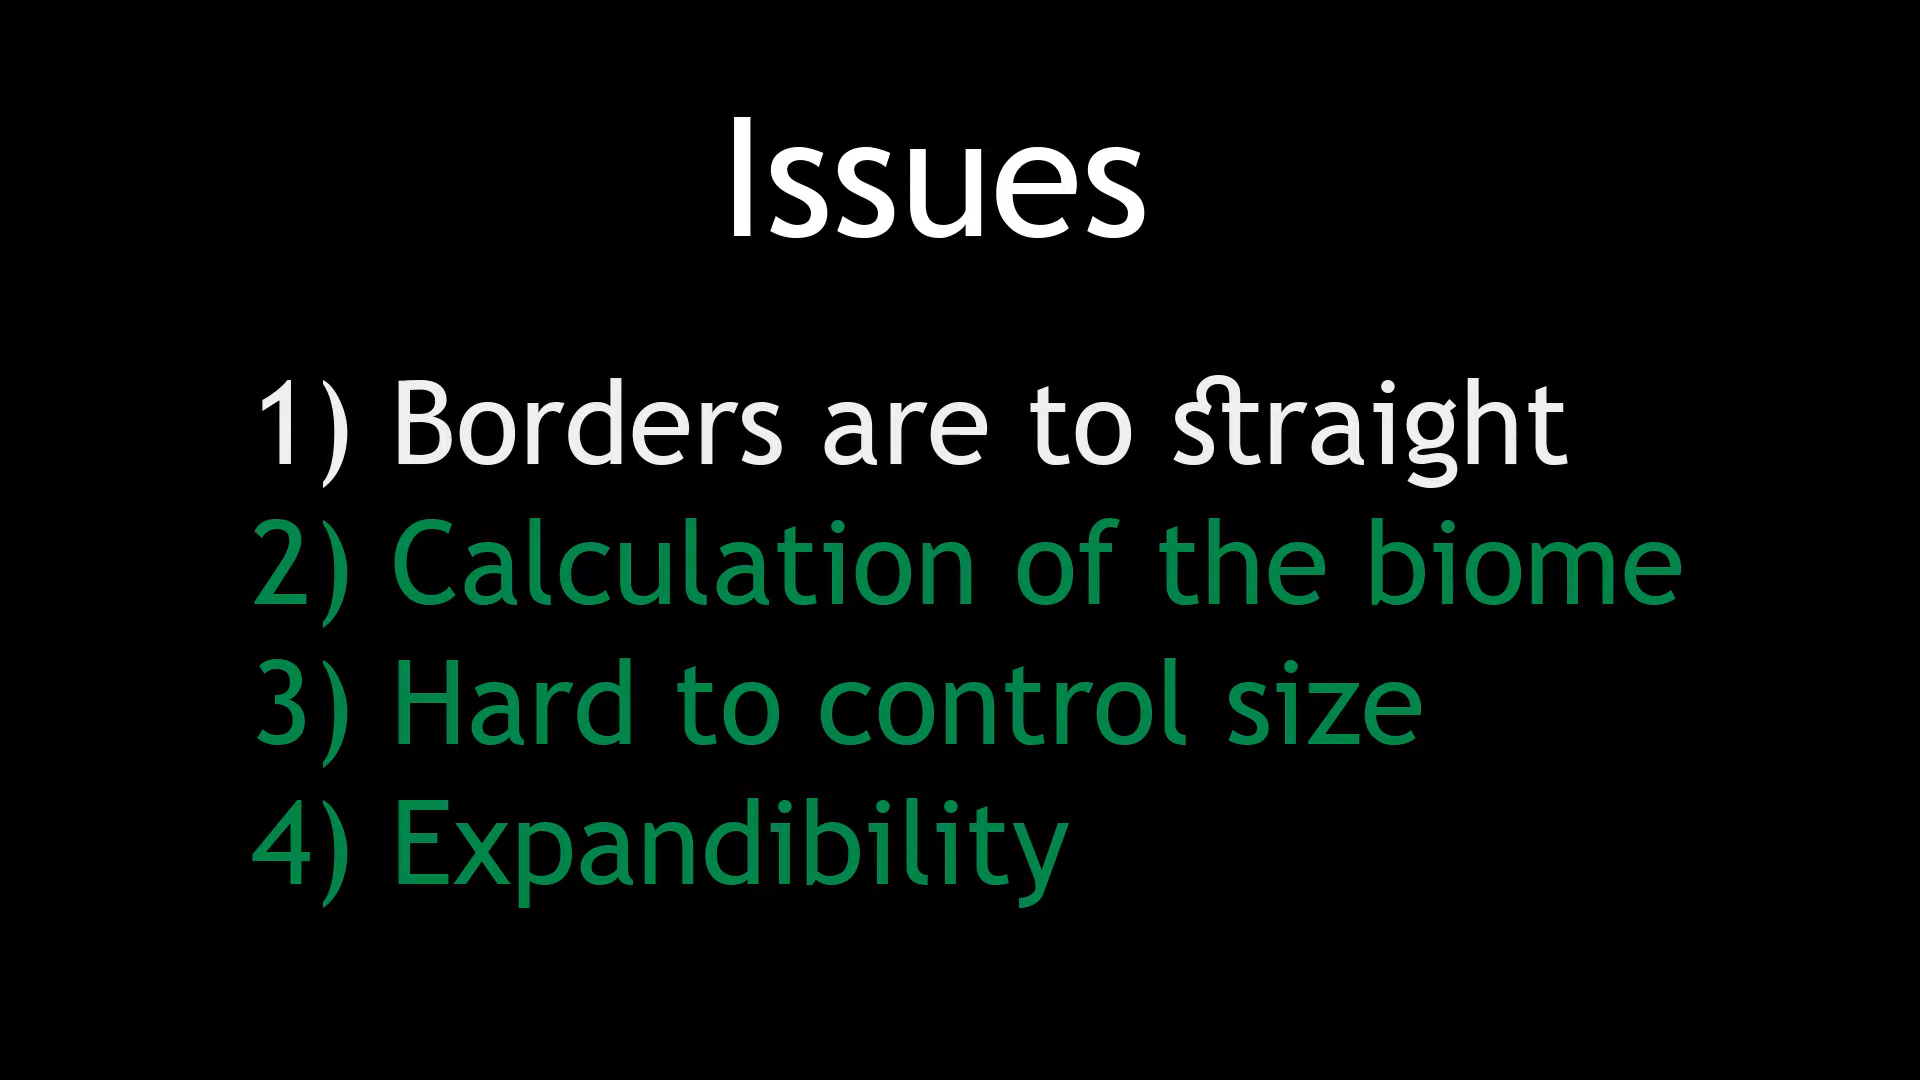 Issues
1) Borders are to straight
2) Calculation of the biome
3) Hard to control size
4) Expandibility